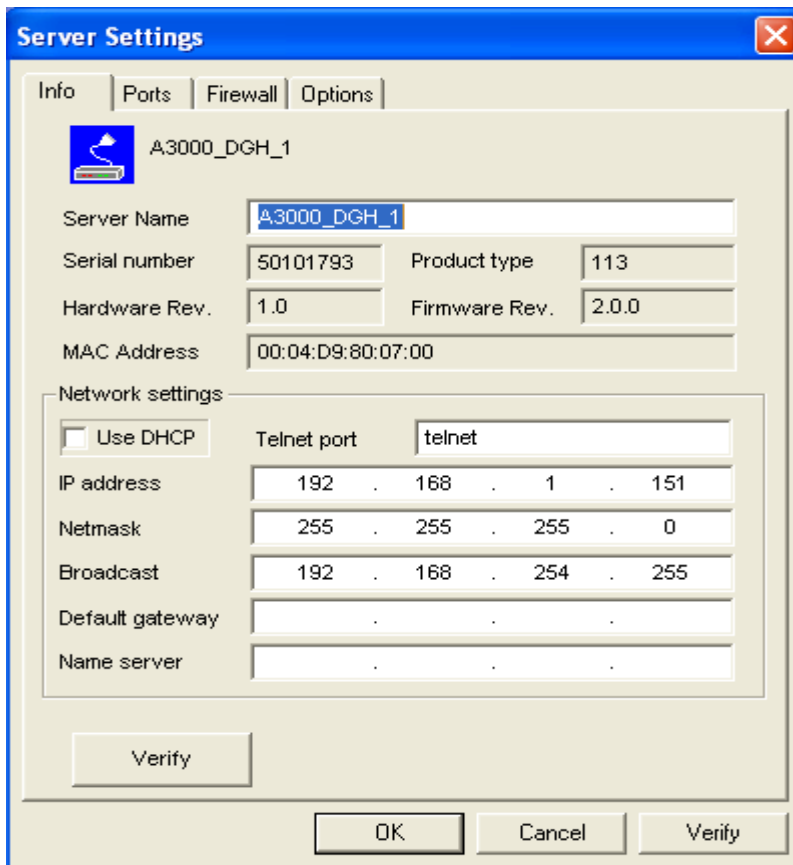 Server Settings
Info Ports Firewall Options
A3000_DGH_1
Server Name A3000_DGH_1
Serial number 50101793 Product type 113
Hardware Rev. 1.0 Firmware Rev. 2.0.0
MAC Address 00:04:D9:80:07:00
Network settings
Use DHCP Telnet port telnet
IP address 192 . 168 . 1 . 151
Netmask 255 . 255 . 255 . 0
Broadcast 192 . 168 . 254 . 255
Default gateway . . .
Name server . . .
Verify
OK Cancel Verify